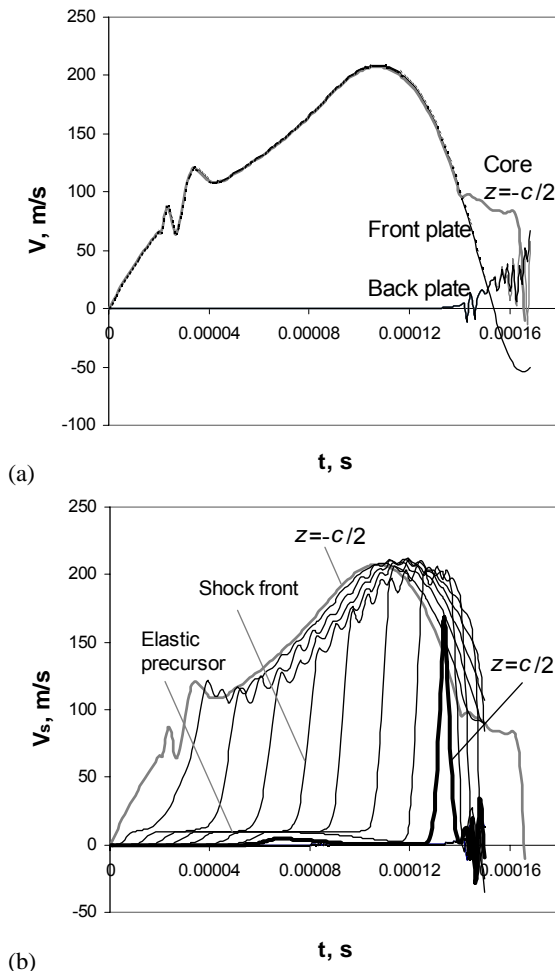 250
200
150
100
50
0
-50
-100
V, m/s
Core
z=-c/2
Front plate
Back plate
0 0.00004 0.00008 0.00012 0.00016
t, s
(a)
250
200
150
100
50
0
-50
Vs, m/s
z=-c/2
Shock front
Elastic
precursor
z=c/2
0 0.00004 0.00008 0.00012 0.00016
t, s
(b)